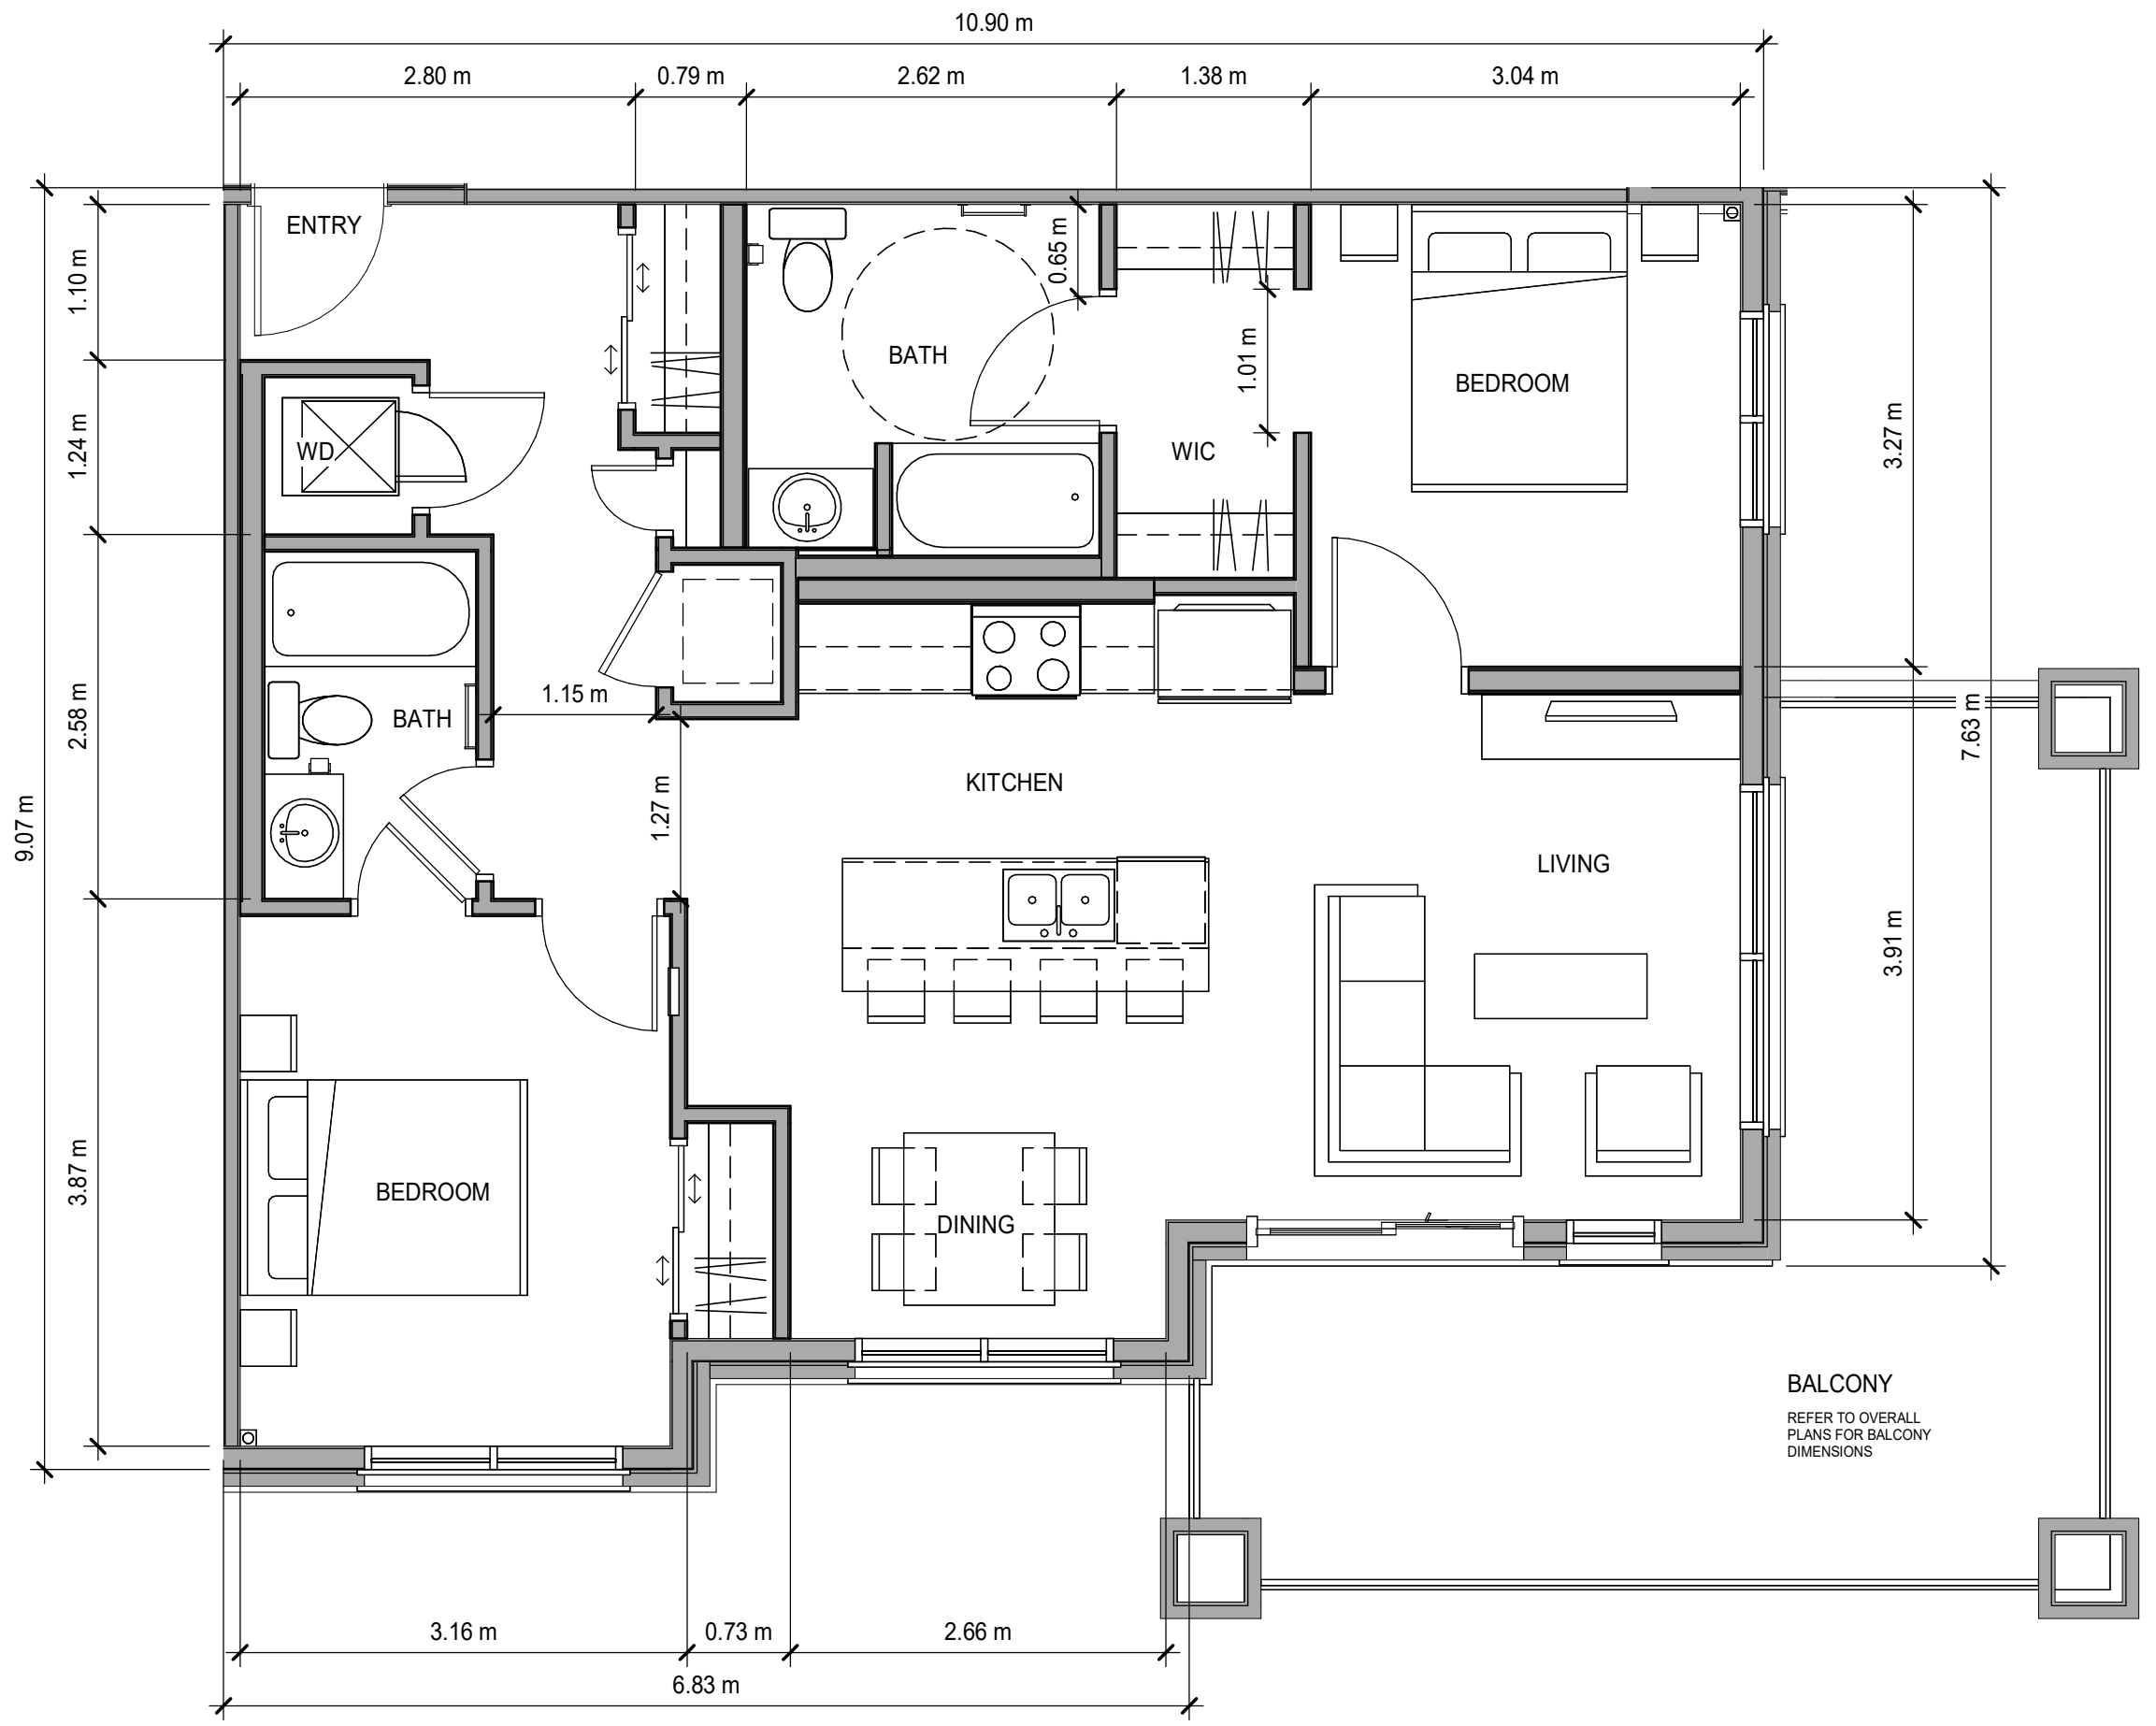 10.90 m
2.80 m
0.79 m
2.62 m
1.38 m
3.04 m
ENTRY
0.65 m
1.10 m
BATH
1.01 m
BEDROOM
WD
WIC
1.24 m
3.27 m
1.15 m
BATH
2.58 m
7.63 m
KITCHEN
1.27 m
9.07 m
LIVING
3.91 m
3.87 m
BEDROOM
DINING
BALCONY
REFER TO OVERALL
PLANS FOR BALCONY
DIMENSIONS
3.16 m
0.73 m
2.66 m
6.83 m